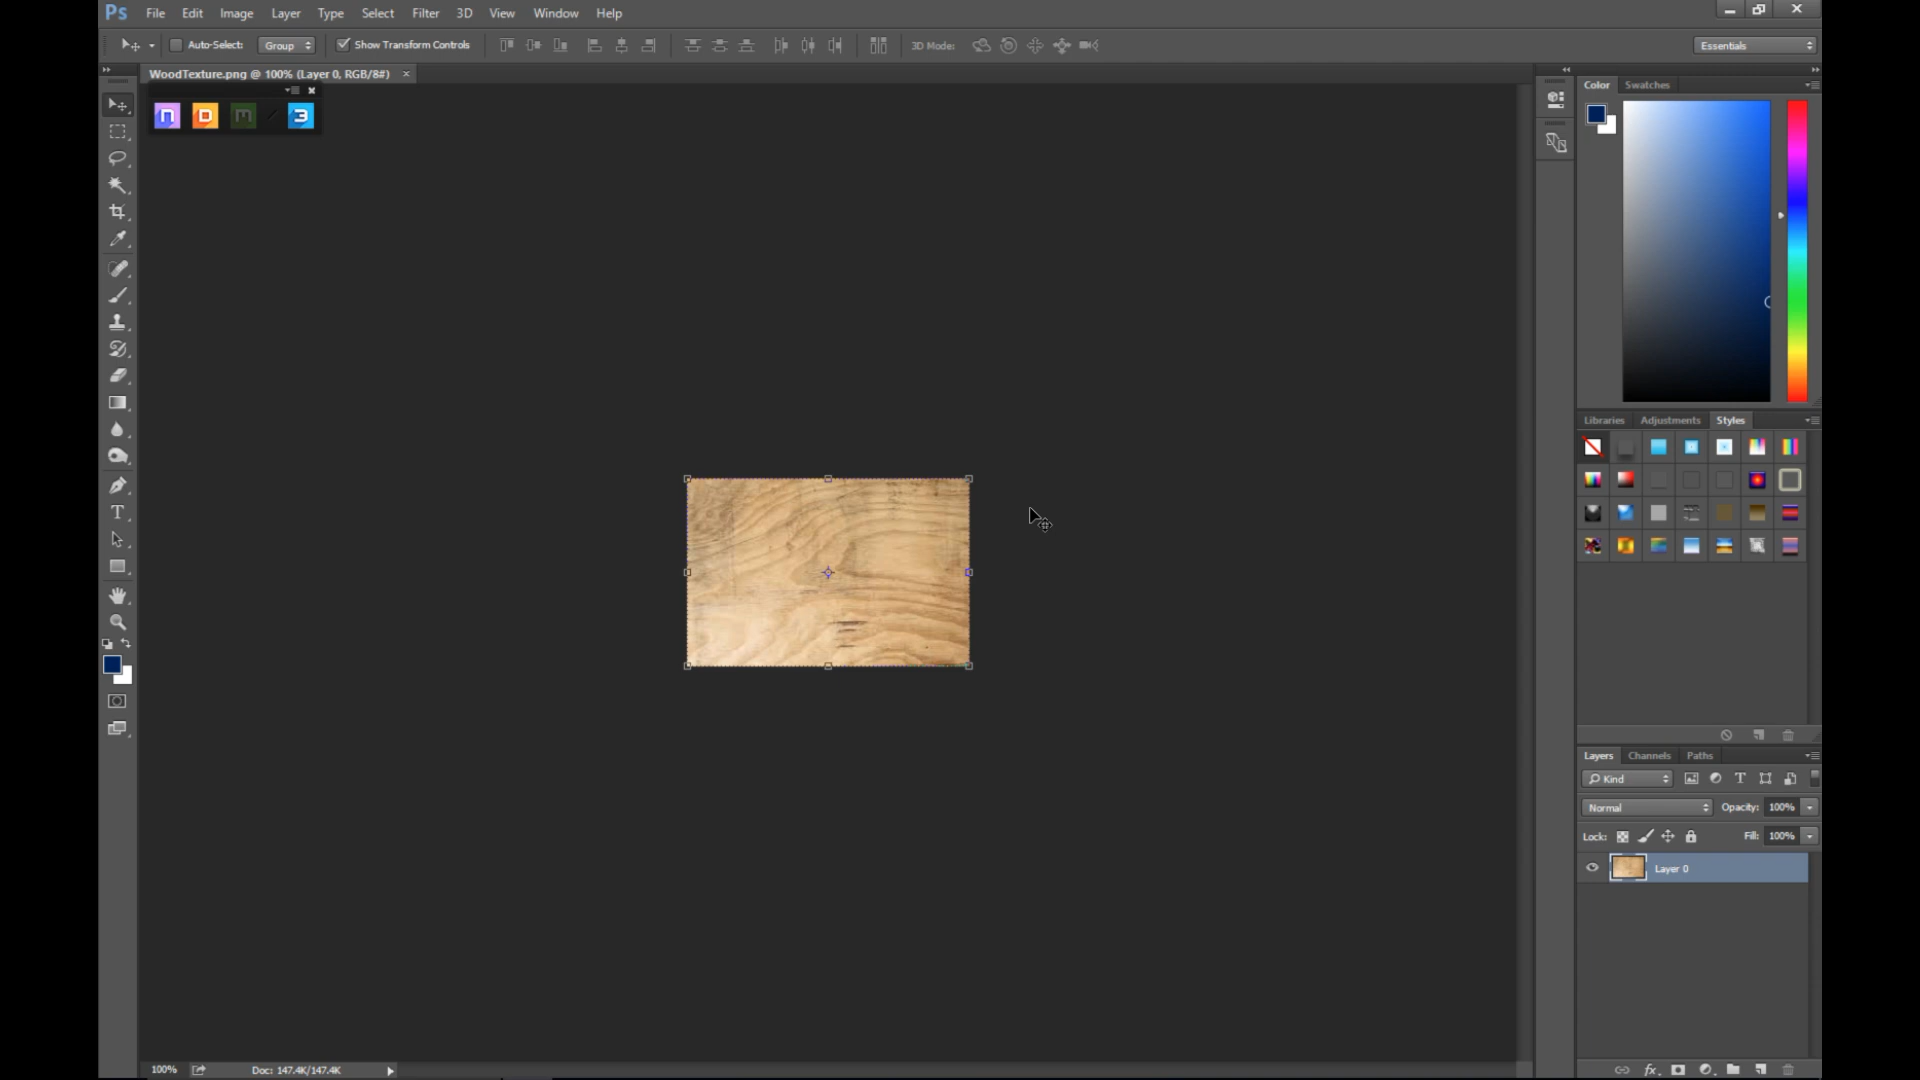 Ps File Edit Image Layer Type Select Filter 3D View Window Help
Auto-Select: Group Show Transform Controls 3D Mode: Essentials
WoodTexture.png @ 100% (Layer 0, RGB/8#) ×
n D m 3
Color Swatches
Libraries Adjustments Styles
Layers Channels Paths
Kind
Normal Opacity: 100%
Lock: Fill: 100%
Layer 0
100% Doc: 147.4K/147.4K
fx